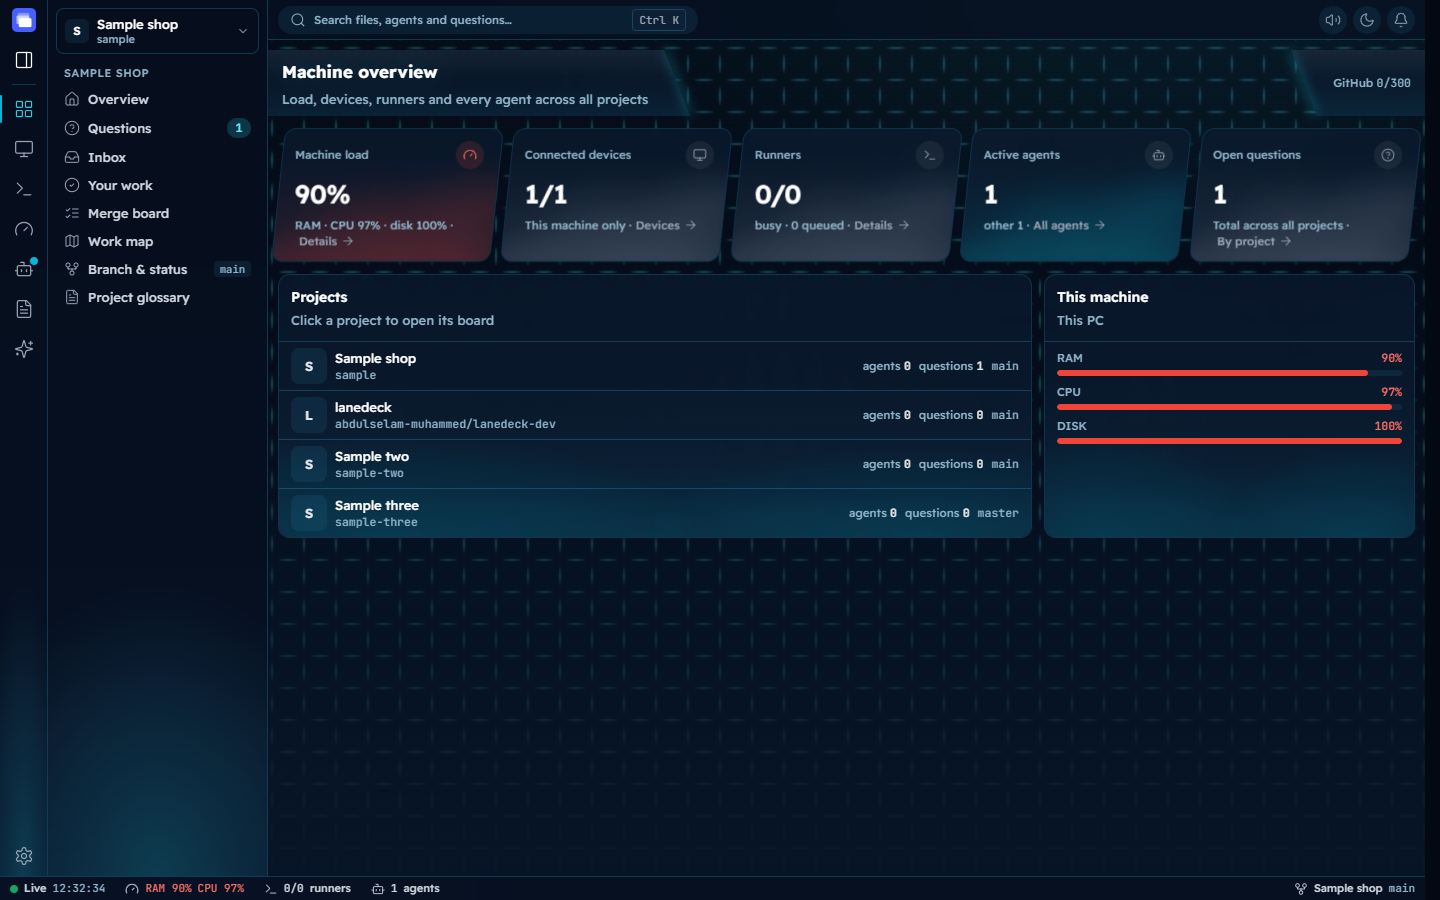 Sample shop
sample
Search files, agents and questions...
Ctrl K
SAMPLE SHOP
Overview
Questions 1
Inbox
Your work
Merge board
Work map
Branch & status main
Project glossary
Machine overview
Load, devices, runners and every agent across all projects
GitHub 0/300
Machine load
90%
RAM · CPU 97% · disk 100% ·
Details →
Connected devices
1/1
This machine only · Devices →
Runners
0/0
busy · 0 queued · Details →
Active agents
1
other 1 · All agents →
Open questions
1
Total across all projects ·
By project →
Projects
Click a project to open its board
S Sample shop
sample
agents 0 questions 1 main
L lanedeck
abdulselam-muhammed/lanedeck-dev
agents 0 questions 0 main
S Sample two
sample-two
agents 0 questions 0 main
S Sample three
sample-three
agents 0 questions 0 master
This machine
This PC
RAM 90%
CPU 97%
DISK 100%
Live 12:32:34 RAM 90% CPU 97% 0/0 runners 1 agents Sample shop main